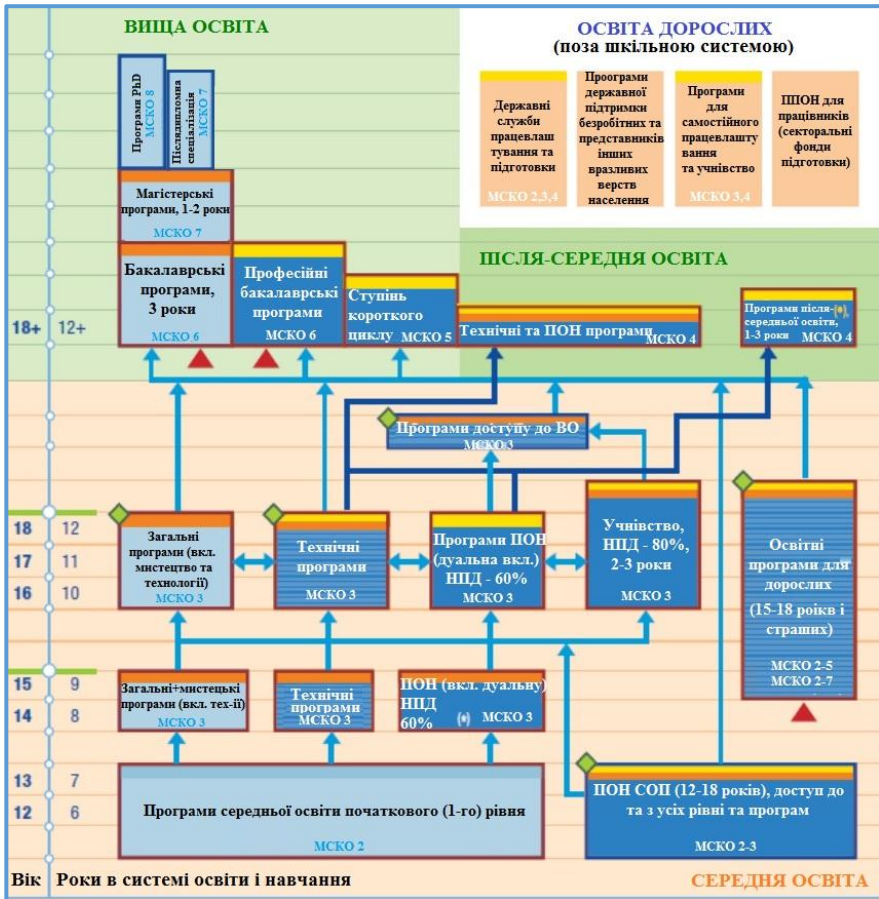 ВИЩА ОСВІТА
ОСВІТА ДОРОСЛИХ
(поза шкільною системою)
Програми PhD
МСКО 8
Післядипломна
спеціалізація
МСКО 7
Державні
служби
працевлаш
тування та
підготовки
МСКО 2,3,4
Проограми
державної
підтримки
безробітних та
представників
інших
вразливих
верств
населення
Програми
для
самостійного
працевлашту
вання
та учнівство
МСКО 3,4
ППОН для
працівників
(секторальні
фонди
підготовки)
Магістерські
програми, 1-2 роки
МСКО 7
ПІСЛЯ-СЕРЕДНЯ ОСВІТА
Бакалаврські
програми,
3 роки
МСКО 6
Професійні
бакалаврські
програми
МСКО 6
Ступінь
короткого
циклу МСКО 5
Технічні та ПОН програми
МСКО 4
Програми після-
середньої освіти,
1-3 роки МСКО 4
18+ 12+
Програми доступу до ВО
МСКО 3
18 12
17 11
16 10
Загальні
програми (вкл.
мистецтво та
технології)
МСКО 3
Технічні
програми
МСКО 3
Програми ПОН
(дуальна вкл.)
НПД - 60%
МСКО 3
Учнівство,
НПД - 80%,
2-3 роки
МСКО 3
Освітні
програми для
дорослих
(15-18 роікв і
страших)
МСКО 2-5
МСКО 2-7
15 9
14 8
Загальні+мистецькі
програми (вкл. тех-ії)
МСКО 3
Технічні
програми
МСКО 3
ПОН (вкл. дуальну)
НПД
60% МСКО 3
13 7
12 6
Програми середньої освіти початкового (1-го) рівня
МСКО 2
ПОН СОП (12-18 років), доступ до
та з усіх рівні та програм
МСКО 2-3
Вік Роки в системі освіти і навчання
СЕРЕДНЯ ОСВІТА